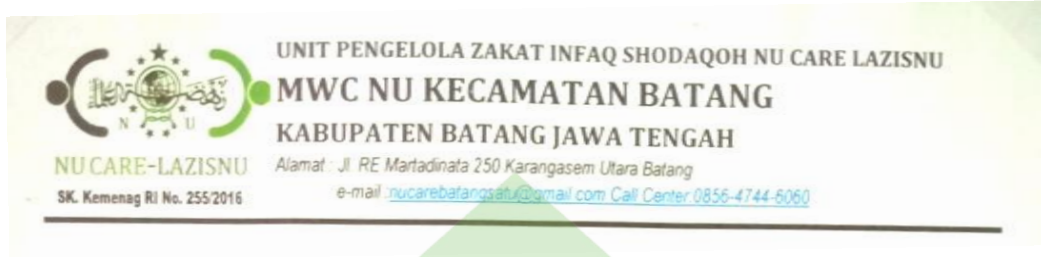 UNIT PENGELOLA ZAKAT INFAQ SHODAQOH NU CARE LAZISNU
MWC NU KECAMATAN BATANG
KABUPATEN BATANG JAWA TENGAH
Alamat : Jl. RE Martadinata 250 Karangasem Utara Batang
e-mail :nucarebatangsatu@gmail.com Call Center.0856-4744-6060
N U
NU CARE-LAZISNU
SK. Kemenag RI No. 255/2016